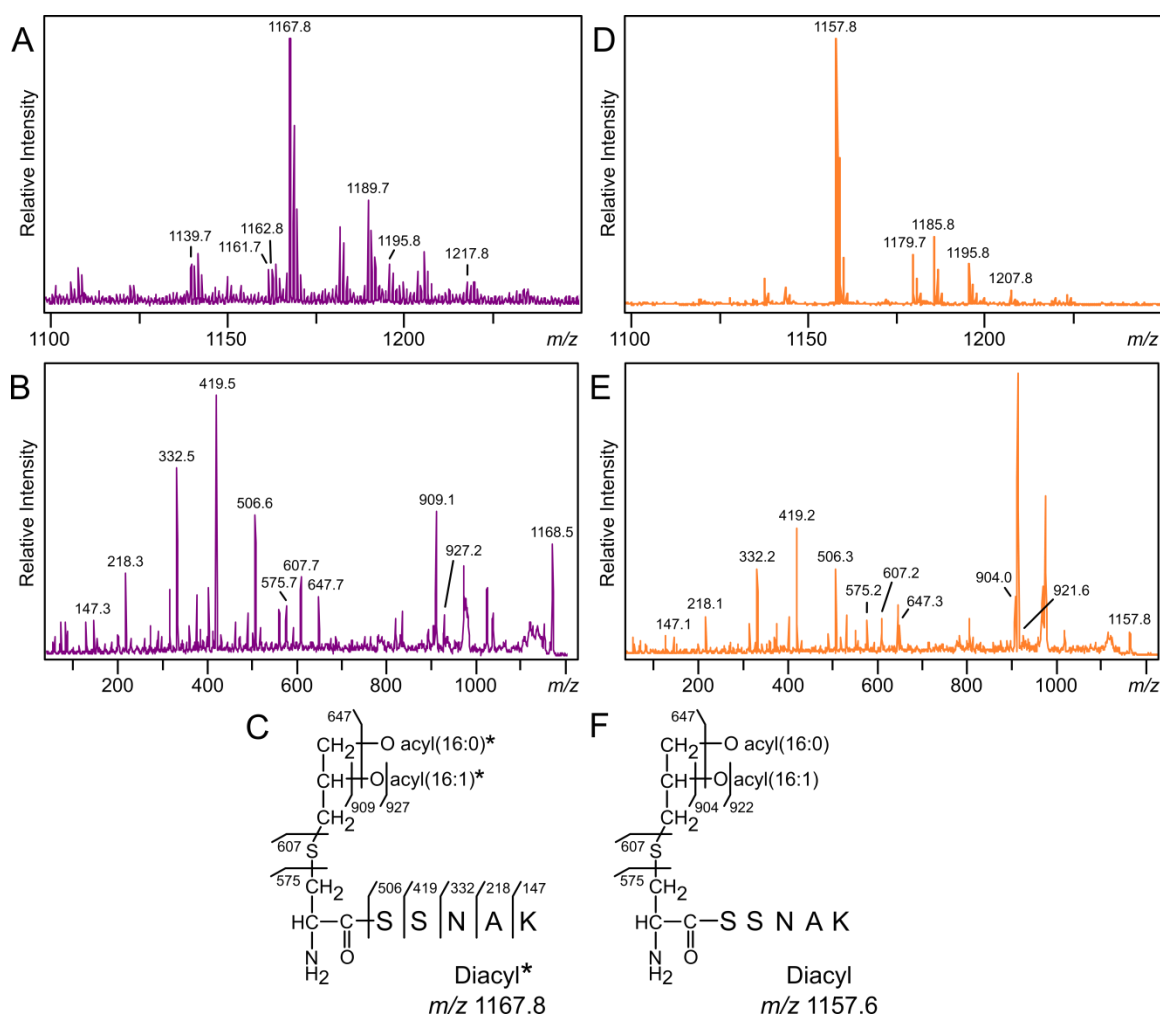 A
Relative Intensity
1167.8
1189.7
1162.8
1139.7
1161.7
1195.8
1217.8
1100
1150
1200
m/z
D
Relative Intensity
1157.8
1185.8
1179.7
1195.8
1207.8
1100
1150
1200
m/z
B
Relative Intensity
419.5
332.5
506.6
909.1
1168.5
607.7
927.2
218.3
575.7
647.7
147.3
200
400
600
800
1000
m/z
E
Relative Intensity
419.2
332.2
506.3
904.0
921.6
575.2
607.2
218.1
647.3
147.1
1157.8
200
400
600
800
1000
m/z
C
647
CH2 O acyl(16:0)*
CH O acyl(16:1)*
909 927
CH2
607
S
575
CH2
506 419 332 218 147
HC C S S N A K
N O
H2
Diacyl*
m/z 1167.8
F
647
CH2 O acyl(16:0)
CH O acyl(16:1)
904 922
CH2
607
S
575
CH2
HC C S S N A K
N O
H2
Diacyl
m/z 1157.6